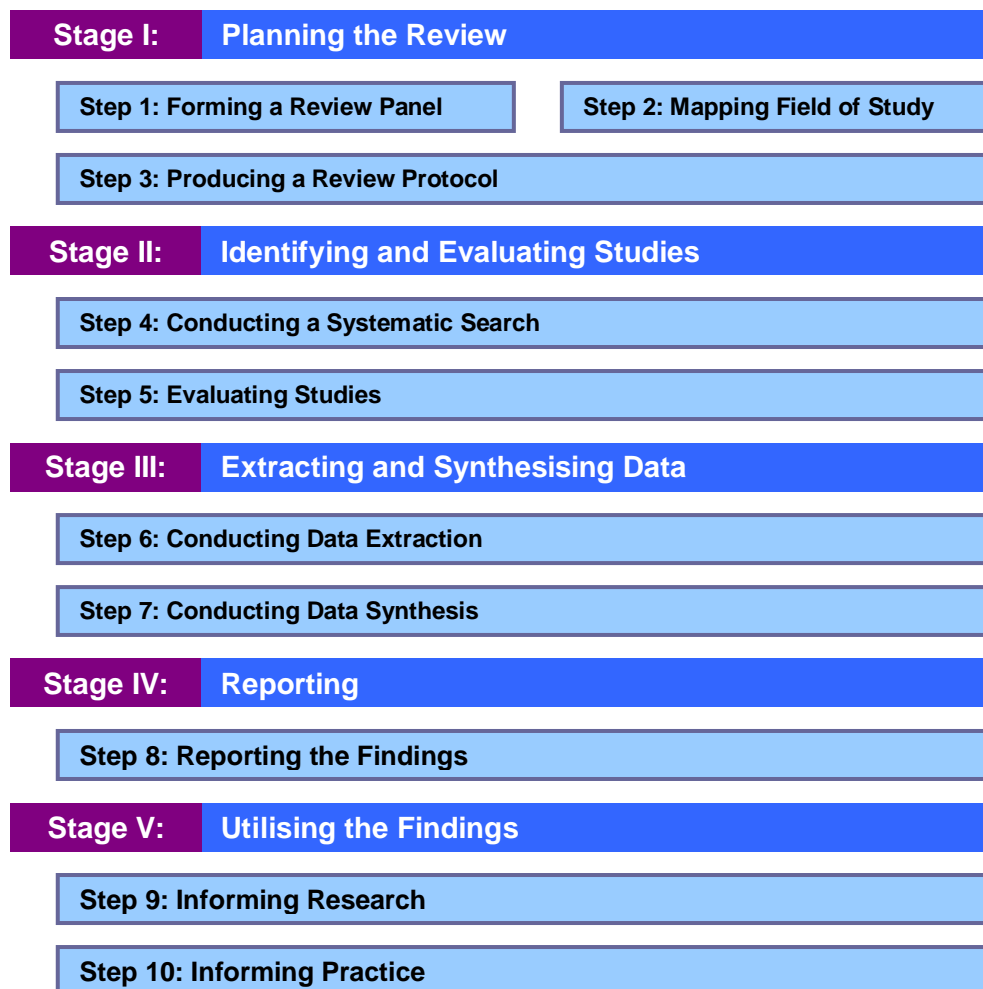 Stage I: Planning the Review
Step 1: Forming a Review Panel
Step 2: Mapping Field of Study
Step 3: Producing a Review Protocol
Stage II: Identifying and Evaluating Studies
Step 4: Conducting a Systematic Search
Step 5: Evaluating Studies
Stage III: Extracting and Synthesising Data
Step 6: Conducting Data Extraction
Step 7: Conducting Data Synthesis
Stage IV: Reporting
Step 8: Reporting the Findings
Stage V: Utilising the Findings
Step 9: Informing Research
Step 10: Informing Practice